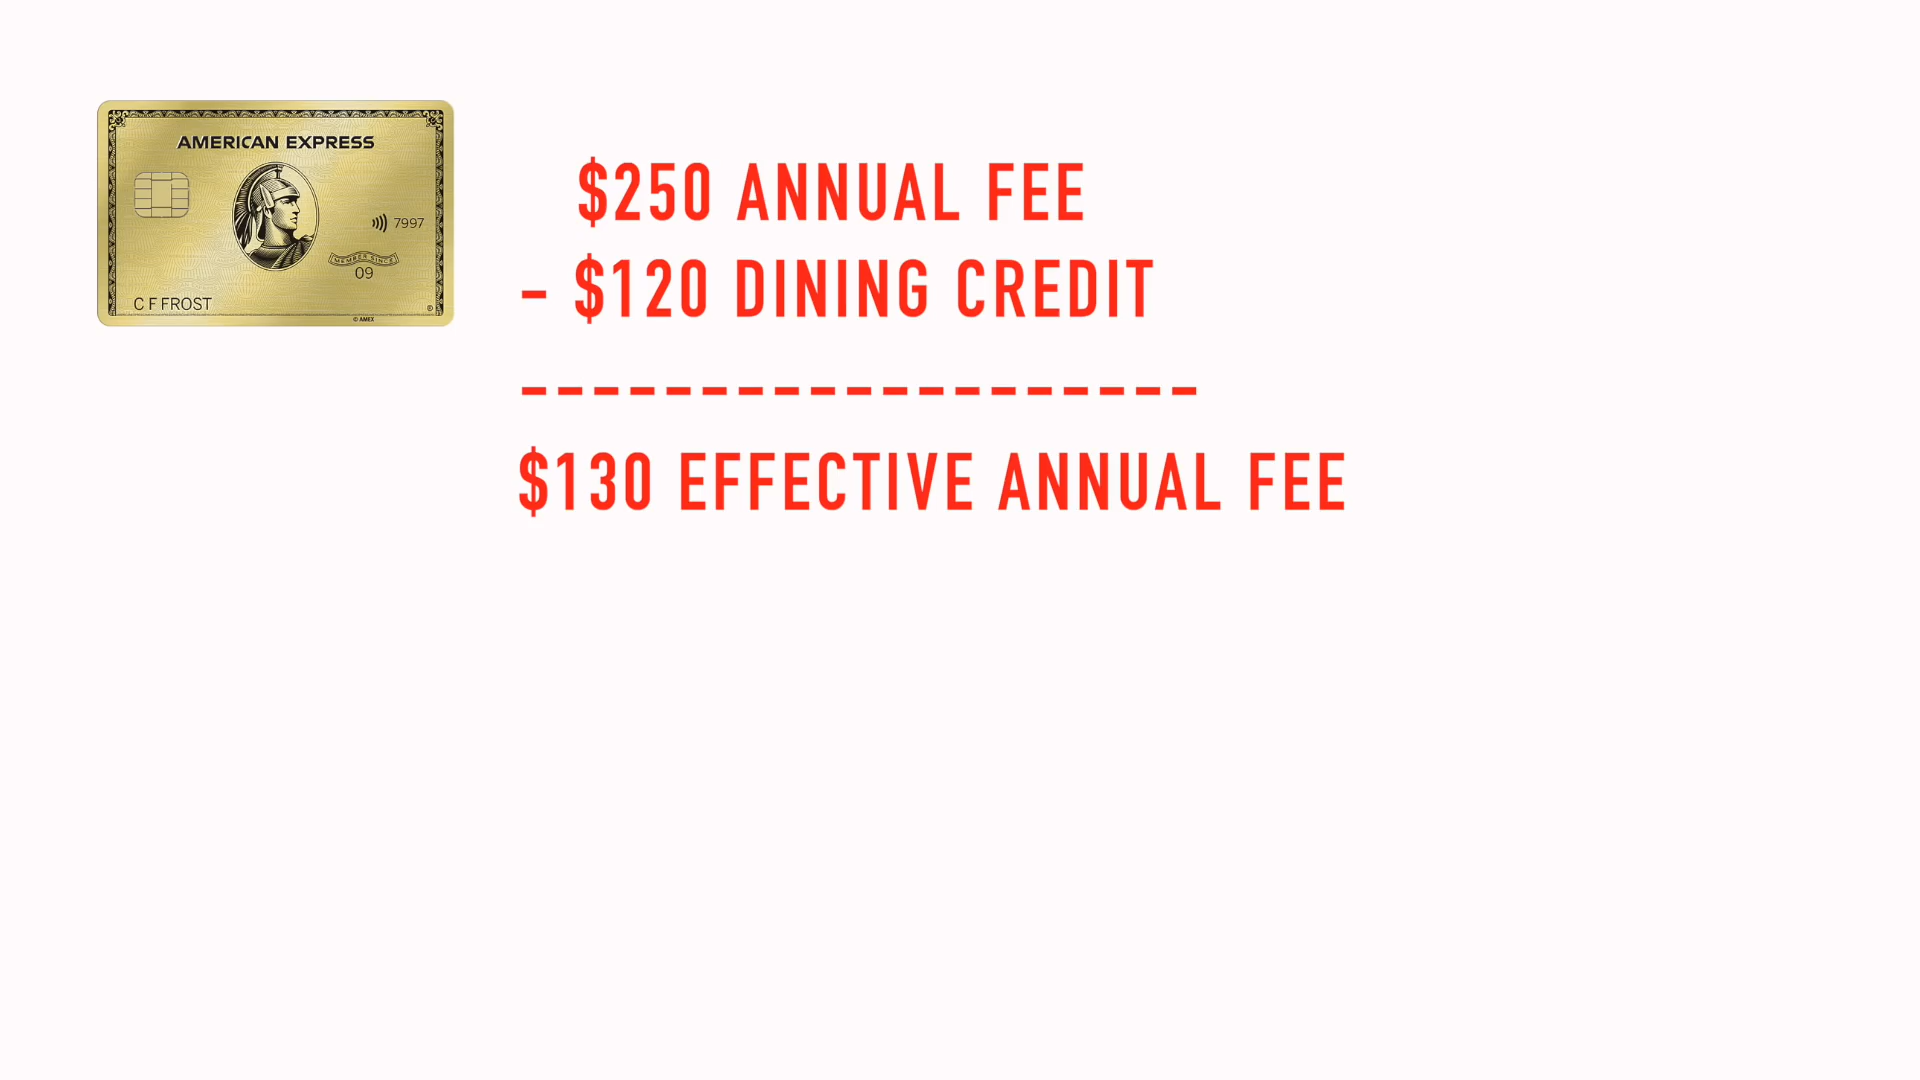 AMERICAN EXPRESS
7997
MEMBER SINCE
09
C F FROST
© AMEX
$250 ANNUAL FEE
- $120 DINING CREDIT
-------------------
$130 EFFECTIVE ANNUAL FEE